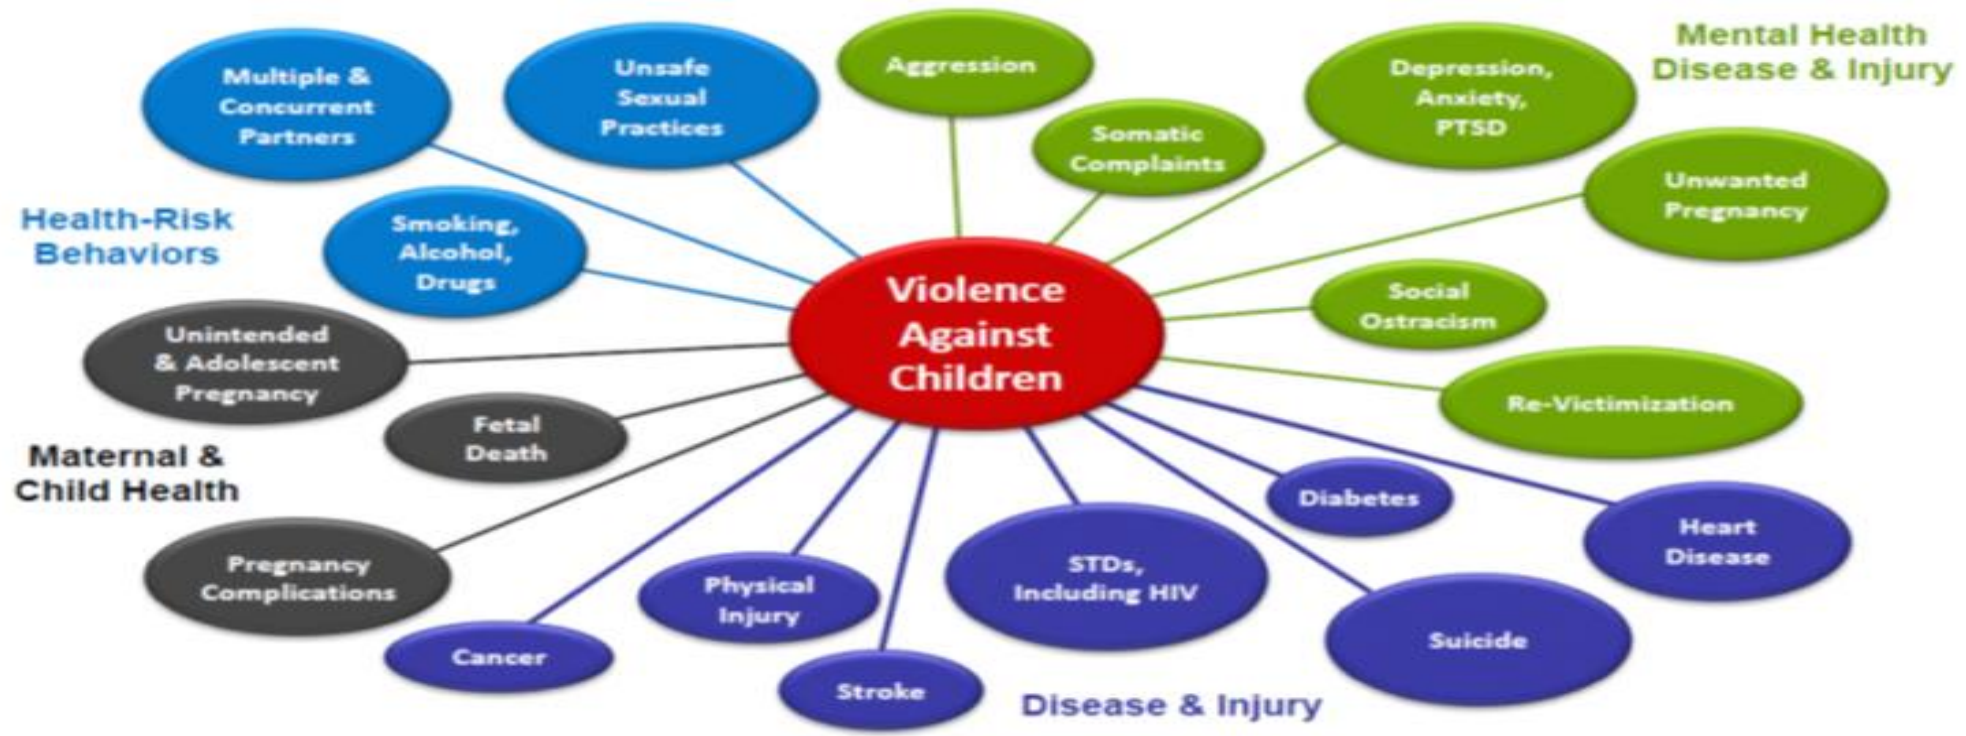 Multiple &
Concurrent
Partners
Unsafe
Sexual
Practices
Aggression
Somatic
Complaints
Depression,
Anxiety,
PTSD
Mental Health
Disease & Injury
Unwanted
Pregnancy
Health-Risk
Behaviors
Smoking,
Alcohol,
Drugs
Violence
Against
Children
Social
Ostracism
Unintended
& Adolescent
Pregnancy
Fetal
Death
Re-Victimization
Maternal &
Child Health
Pregnancy
Complications
Cancer
Physical
Injury
Stroke
STDs,
Including HIV
Diabetes
Heart
Disease
Suicide
Disease & Injury